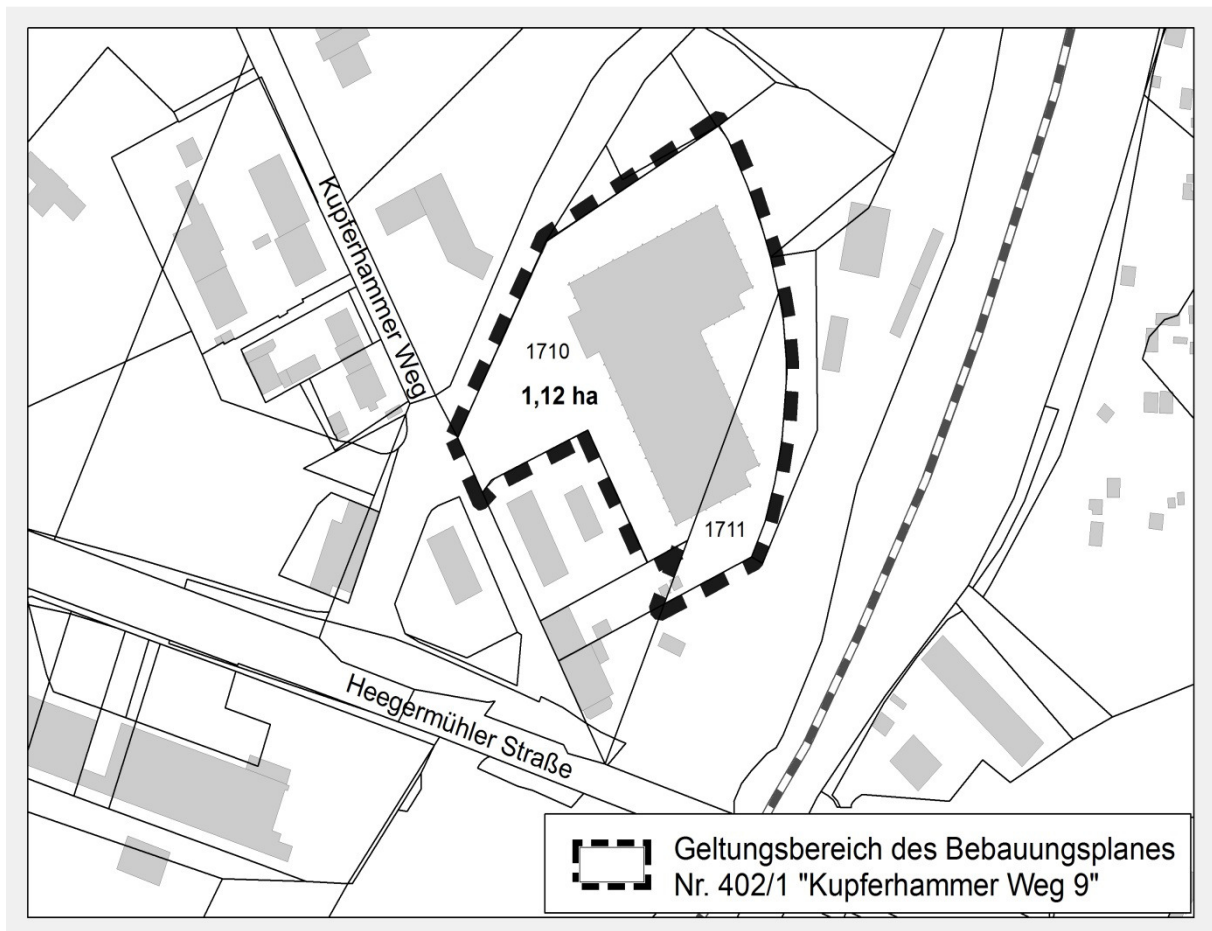 Kupferhammer Weg
1710
1,12 ha
1711
Heegermühler Straße
Geltungsbereich des Bebauungsplanes
Nr. 402/1 "Kupferhammer Weg 9"